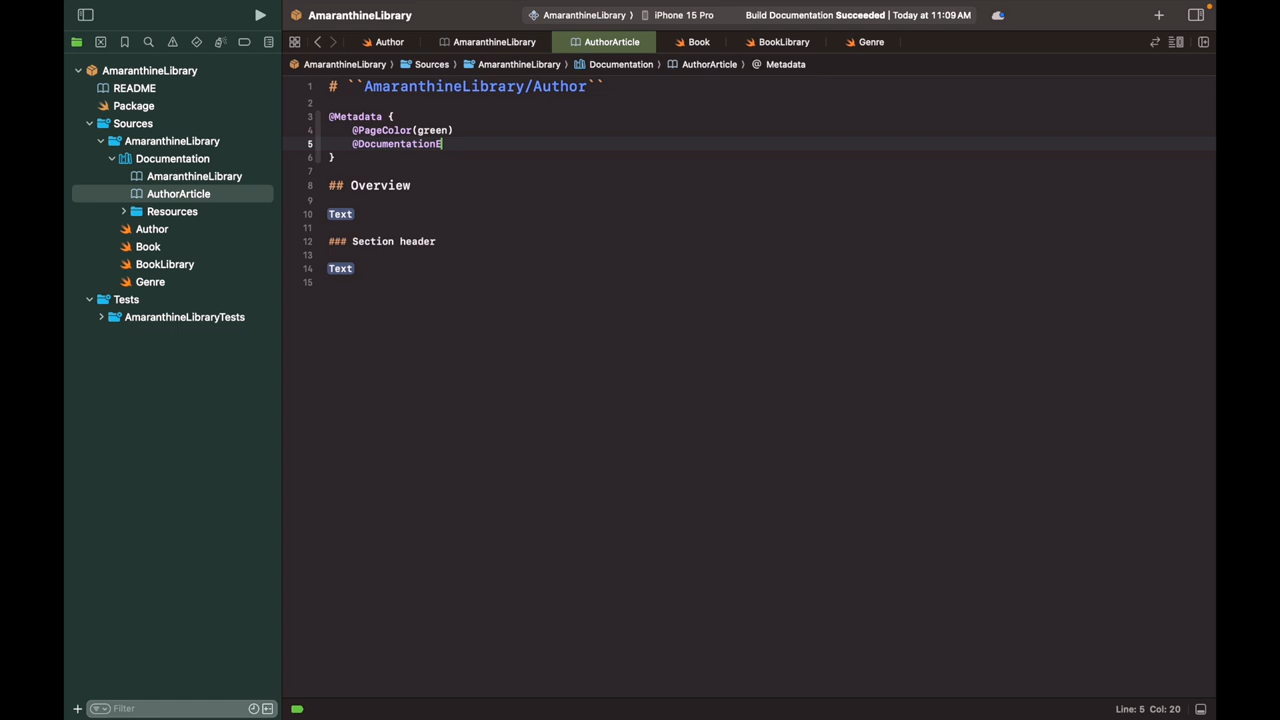 AmaranthineLibrary
AmaranthineLibrary
iPhone 15 Pro
Build Documentation Succeeded | Today at 11:09 AM
Author
AmaranthineLibrary
AuthorArticle
Book
BookLibrary
Genre
AmaranthineLibrary
Sources
AmaranthineLibrary
Documentation
AuthorArticle
@ Metadata
AmaranthineLibrary
README
Package
Sources
AmaranthineLibrary
Documentation
AmaranthineLibrary
AuthorArticle
Resources
Author
Book
BookLibrary
Genre
Tests
AmaranthineLibraryTests
1 # ``AmaranthineLibrary/Author``
2
3 @Metadata {
4 @PageColor(green)
5 @DocumentationE
6 }
7
8 ## Overview
9
10 Text
11
12 ### Section header
13
14 Text
15
Filter
Line: 5 Col: 20